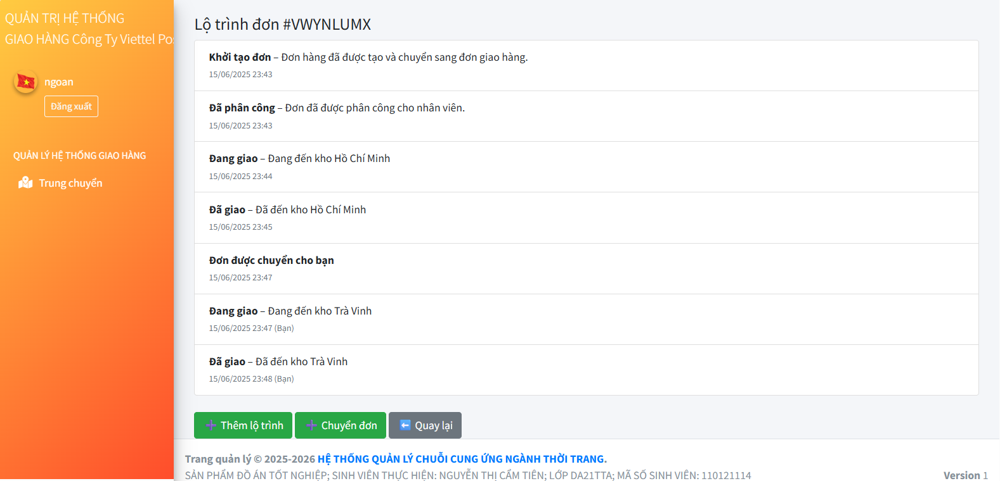 QUẢN TRỊ HỆ THỐNG
GIAO HÀNG Công Ty Viettel Pos
ngoan
Đăng xuất
QUẢN LÝ HỆ THỐNG GIAO HÀNG
Trung chuyển
Lộ trình đơn #VWYNLUMX
Khởi tạo đơn – Đơn hàng đã được tạo và chuyển sang đơn giao hàng.
15/06/2025 23:43
Đã phân công – Đơn đã được phân công cho nhân viên.
15/06/2025 23:43
Đang giao – Đang đến kho Hồ Chí Minh
15/06/2025 23:44
Đã giao – Đã đến kho Hồ Chí Minh
15/06/2025 23:45
Đơn được chuyển cho bạn
15/06/2025 23:47
Đang giao – Đang đến kho Trà Vinh
15/06/2025 23:47 (Bạn)
Đã giao – Đã đến kho Trà Vinh
15/06/2025 23:48 (Bạn)
Thêm lộ trình
Chuyển đơn
Quay lại
Trang quản lý © 2025-2026 HỆ THỐNG QUẢN LÝ CHUỖI CUNG ỨNG NGÀNH THỜI TRANG.
SẢN PHẨM ĐỒ ÁN TỐT NGHIỆP; SINH VIÊN THỰC HIỆN: NGUYỄN THỊ CẨM TIÊN; LỚP DA21TTA; MÃ SỐ SINH VIÊN: 110121114
Version 1